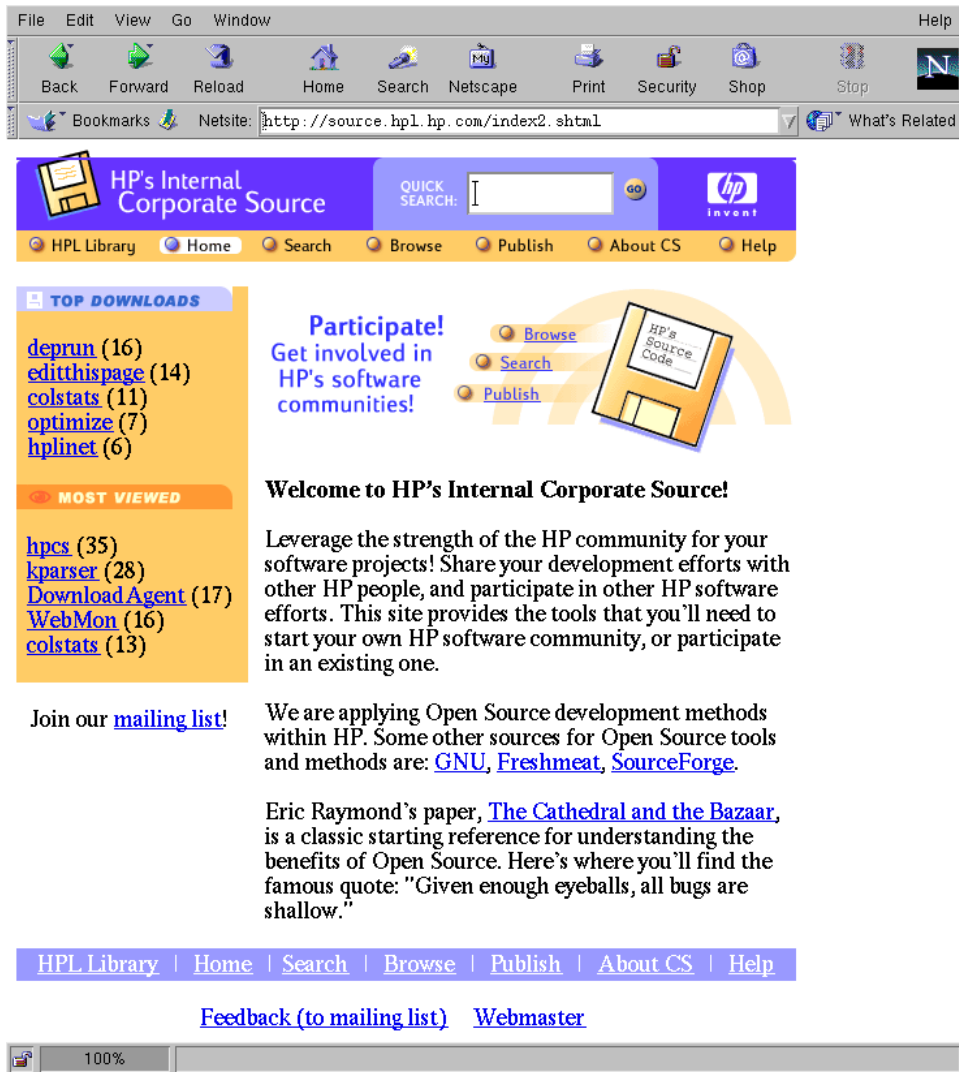 File Edit View Go Window Help
Back Forward Reload Home Search Netscape Print Security Shop Stop
My
N
Bookmarks Netsite: http://source.hpl.hp.com/index2.shtml What's Related
HP's Internal
Corporate Source
QUICK
SEARCH:
GO
hp
invent
HPL Library Home Search Browse Publish About CS Help
TOP DOWNLOADS
deprun (16)
editthispage (14)
colstats (11)
optimize (7)
hplinet (6)
MOST VIEWED
hpcs (35)
kparser (28)
DownloadAgent (17)
WebMon (16)
colstats (13)
Join our mailing list!
Participate!
Get involved in
HP's software
communities!
Browse
Search
Publish
HP's
Source
Code
Welcome to HP's Internal Corporate Source!
Leverage the strength of the HP community for your
software projects! Share your development efforts with
other HP people, and participate in other HP software
efforts. This site provides the tools that you'll need to
start your own HP software community, or participate
in an existing one.
We are applying Open Source development methods
within HP. Some other sources for Open Source tools
and methods are: GNU, Freshmeat, SourceForge.
Eric Raymond's paper, The Cathedral and the Bazaar,
is a classic starting reference for understanding the
benefits of Open Source. Here's where you'll find the
famous quote: "Given enough eyeballs, all bugs are
shallow."
HPL Library | Home | Search | Browse | Publish | About CS | Help
Feedback (to mailing list) Webmaster
100%